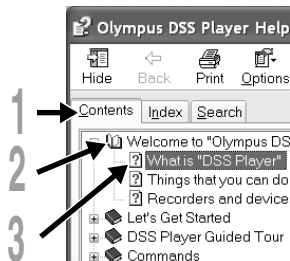 Olympus DSS Player Help
Hide Back Print Options
1
Contents Index Search
2
Welcome to "Olympus DS
What is "DSS Player"
3
Things that you can do
Recorders and device
Let's Get Started
DSS Player Guided Tour
Commands